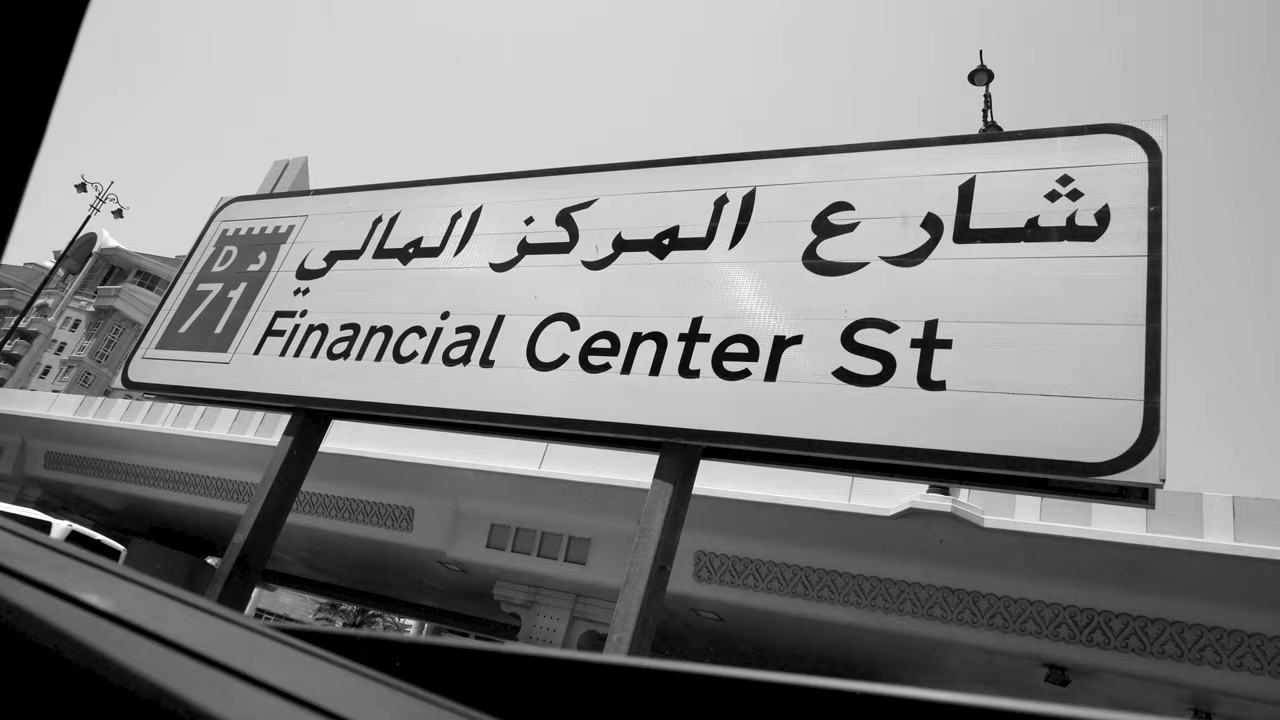 شارع المركز المالي
D د
71
Financial Center St